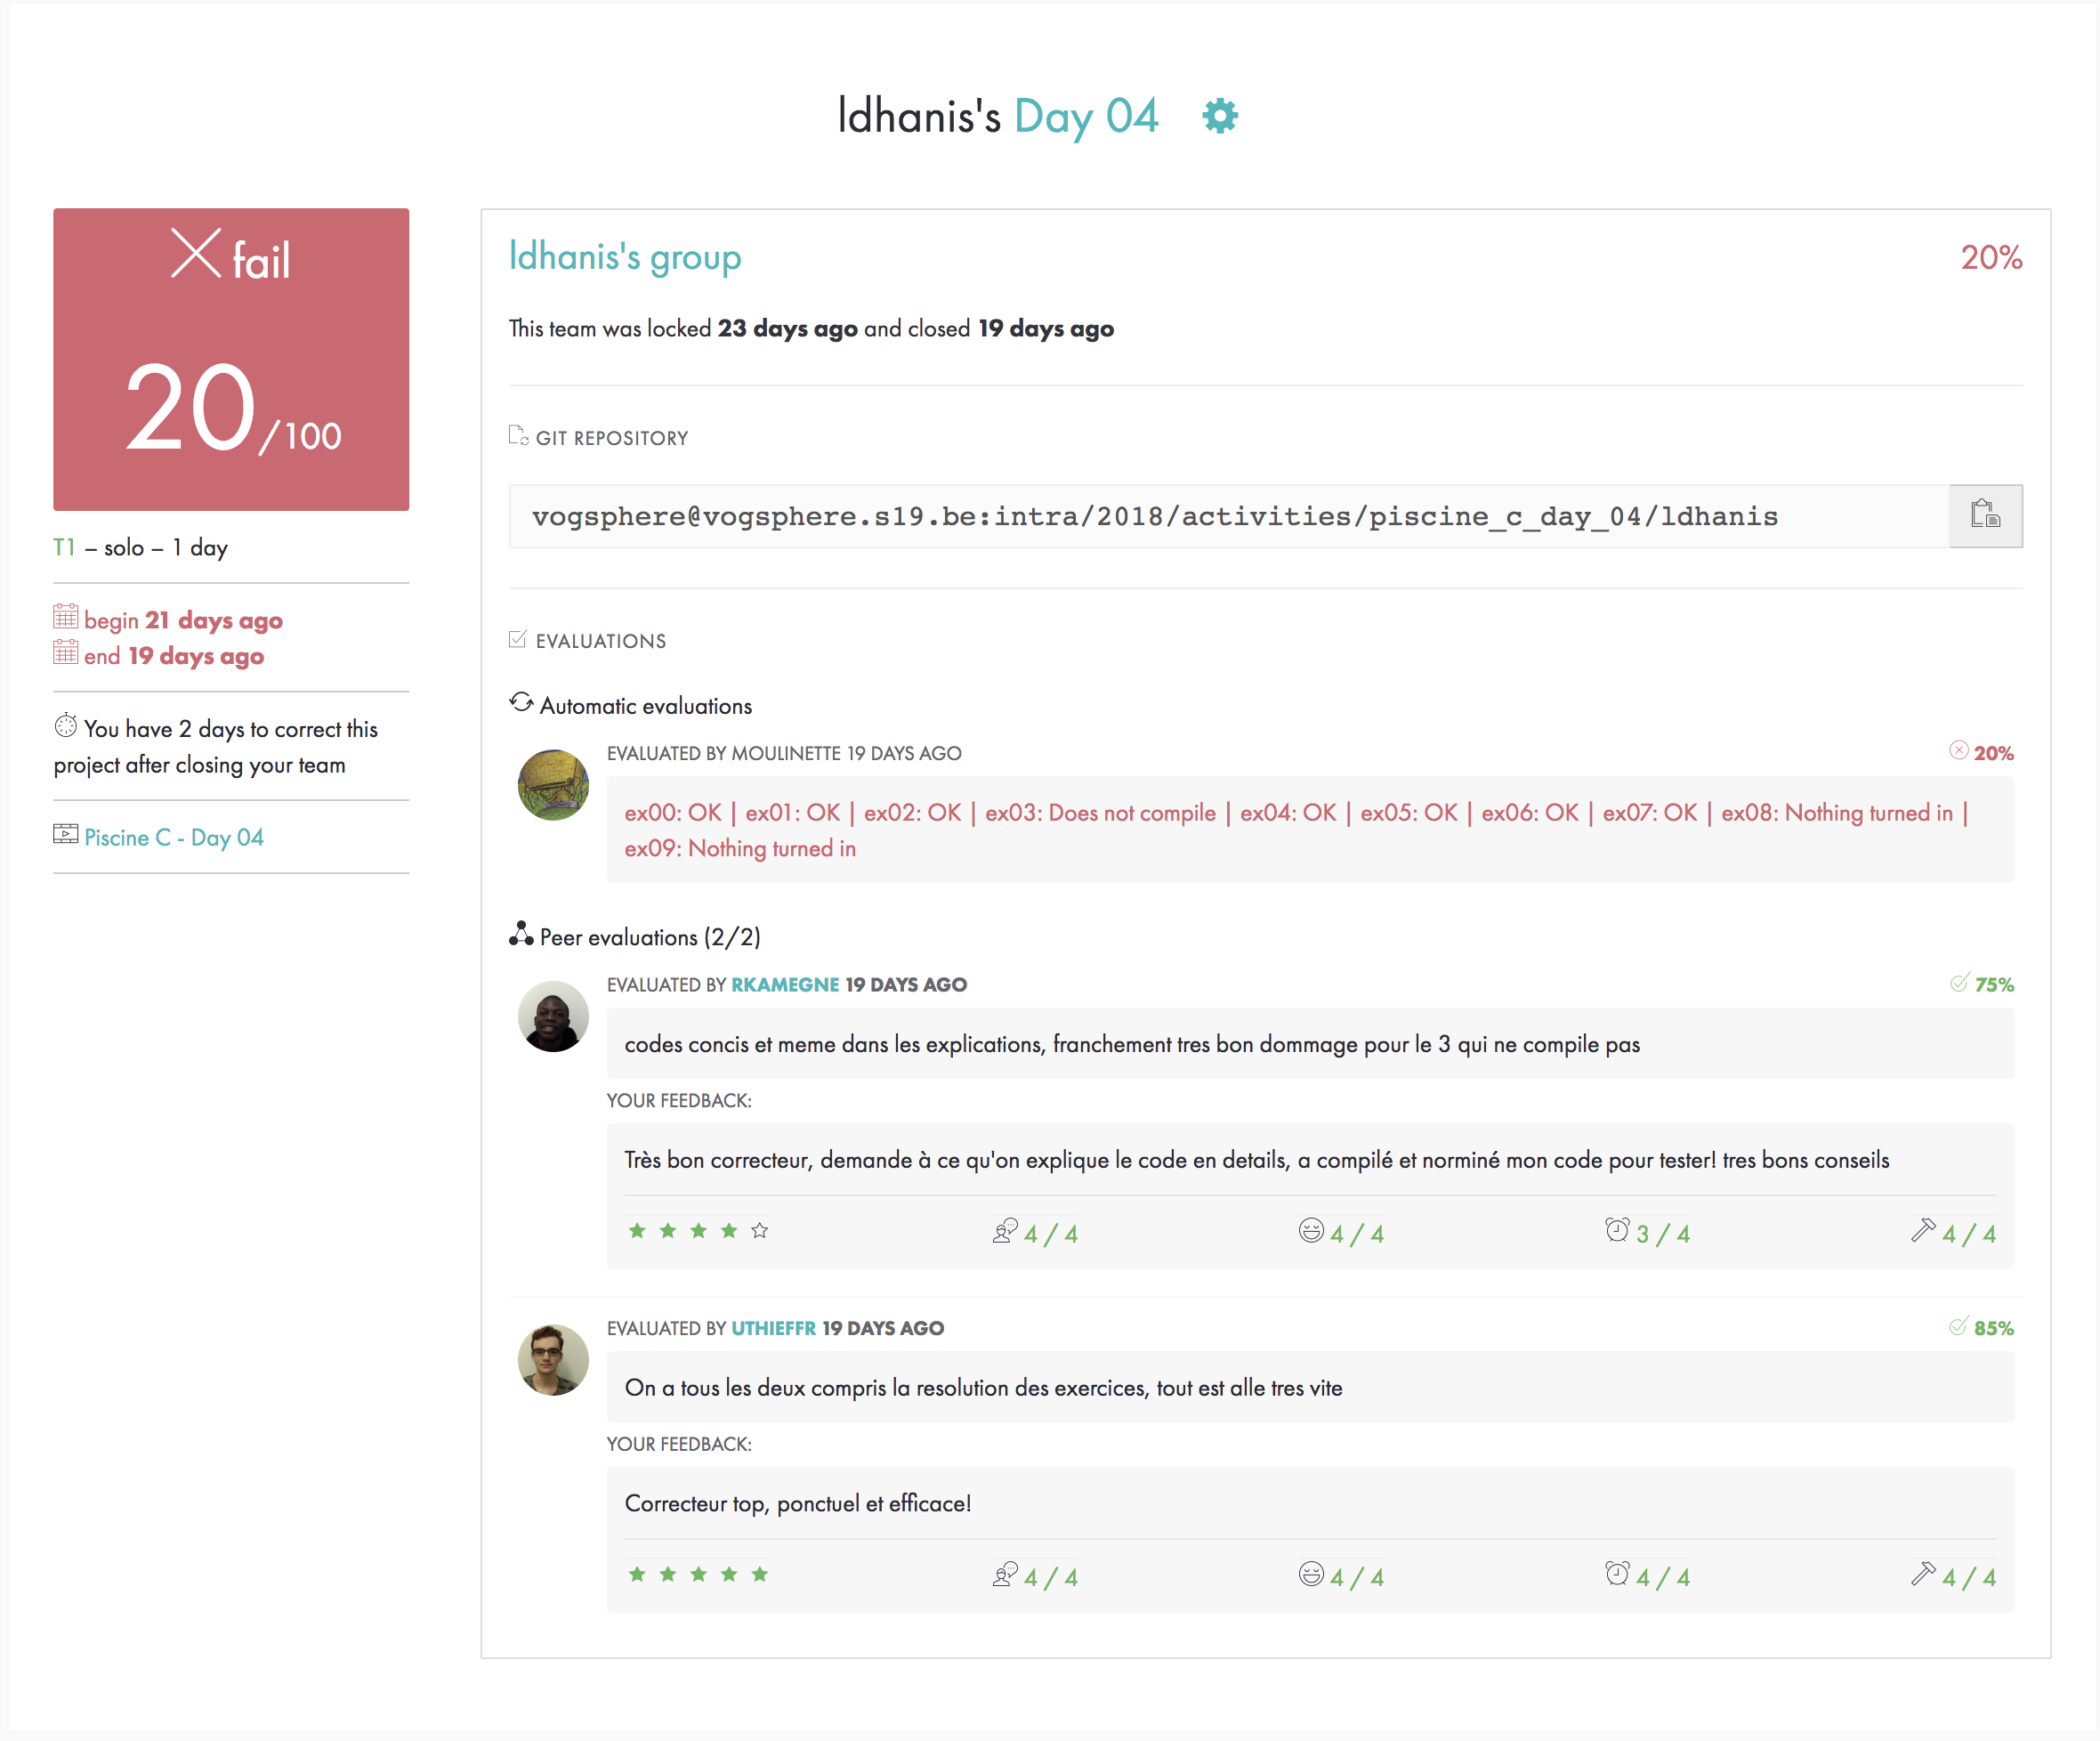 ldhanis's Day 04
fail
20/100
T1 – solo – 1 day
begin 21 days ago
end 19 days ago
You have 2 days to correct this
project after closing your team
Piscine C - Day 04
ldhanis's group
20%
This team was locked 23 days ago and closed 19 days ago
GIT REPOSITORY
vogsphere@vogsphere.s19.be:intra/2018/activities/piscine_c_day_04/ldhanis
EVALUATIONS
Automatic evaluations
EVALUATED BY MOULINETTE 19 DAYS AGO
20%
ex00: OK | ex01: OK | ex02: OK | ex03: Does not compile | ex04: OK | ex05: OK | ex06: OK | ex07: OK | ex08: Nothing turned in |
ex09: Nothing turned in
Peer evaluations (2/2)
EVALUATED BY RKAMEGNE 19 DAYS AGO
75%
codes concis et meme dans les explications, franchement tres bon dommage pour le 3 qui ne compile pas
YOUR FEEDBACK:
Très bon correcteur, demande à ce qu'on explique le code en details, a compilé et norminé mon code pour tester! tres bons conseils
4 / 4 4 / 4 3 / 4 4 / 4
EVALUATED BY UTHIEFFR 19 DAYS AGO
85%
On a tous les deux compris la resolution des exercices, tout est alle tres vite
YOUR FEEDBACK:
Correcteur top, ponctuel et efficace!
4 / 4 4 / 4 4 / 4 4 / 4